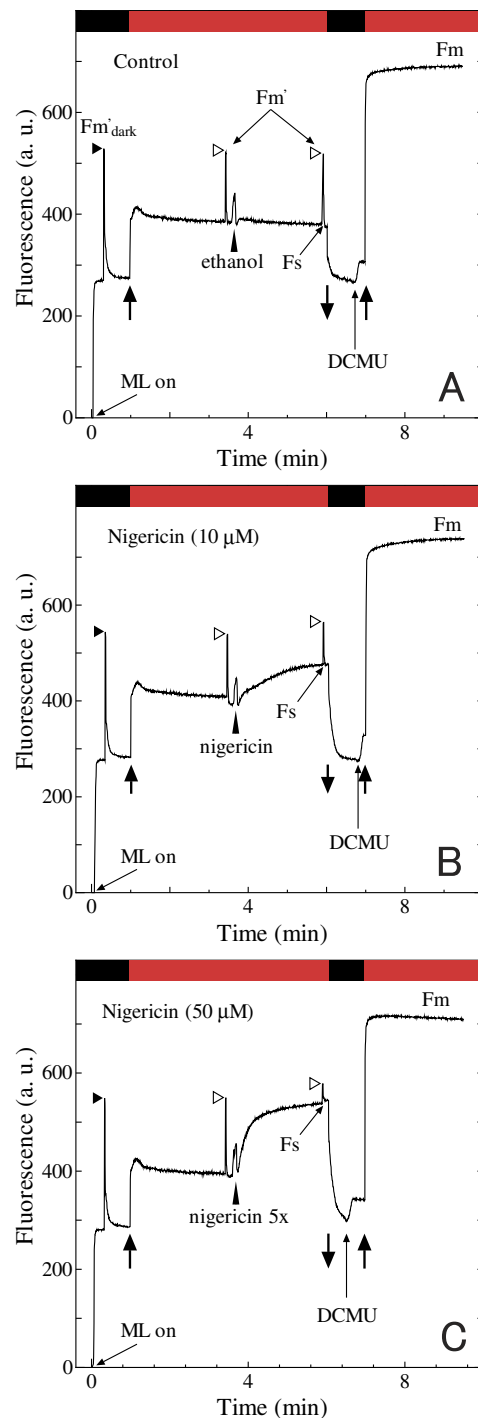 Control
Fm
Fm'dark
Fm'
600
400
200
0
Fluorescence (a. u.)
ethanol
Fs
DCMU
ML on
A
0
4
8
Time (min)
Nigericin (10 µM)
Fm
600
400
200
0
Fluorescence (a. u.)
Fs
nigericin
DCMU
ML on
B
0
4
8
Time (min)
Nigericin (50 µM)
Fm
600
400
200
0
Fluorescence (a. u.)
Fs
nigericin 5x
DCMU
ML on
C
0
4
8
Time (min)